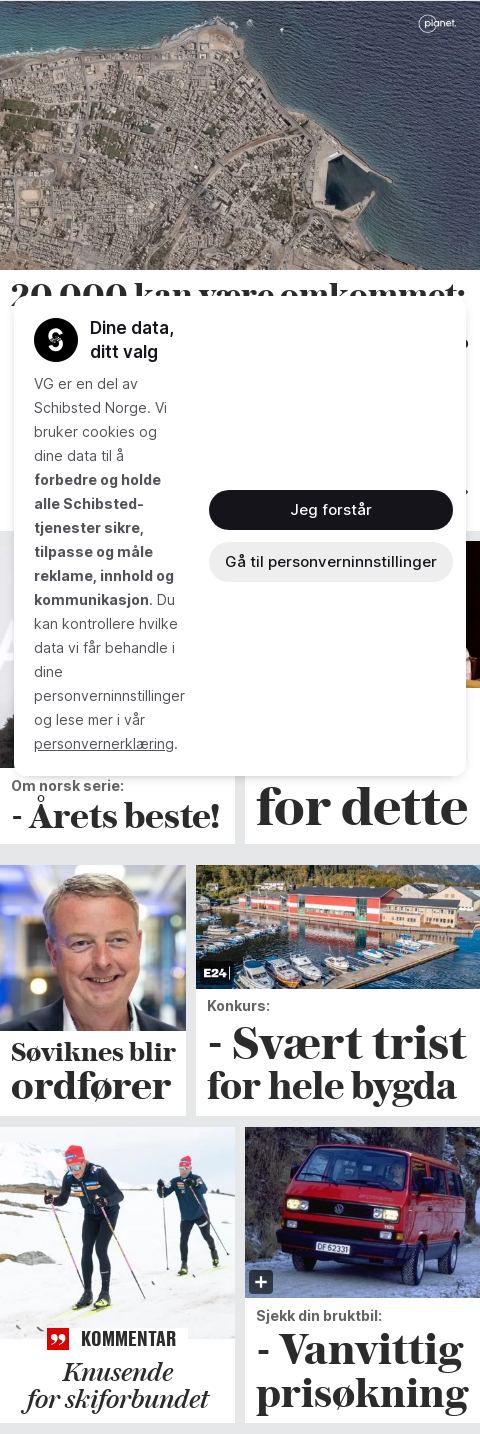 planet.
20 000 kan være omkommet:
Dine data,
ditt valg
VG er en del av
Schibsted Norge. Vi
bruker cookies og
dine data til å
forbedre og holde
alle Schibsted-
tjenester sikre,
tilpasse og måle
reklame, innhold og
kommunikasjon. Du
kan kontrollere hvilke
data vi får behandle i
dine
personverninnstillinger
og lese mer i vår
personvernerklæring.
Jeg forstår
Gå til personverninnstillinger
Om norsk serie:
- Årets beste!
for dette
E24
Søviknes blir
ordfører
Konkurs:
- Svært trist
for hele bygda
KOMMENTAR
Knusende
for skiforbundet
DF 62331
Sjekk din bruktbil:
- Vanvittig
prisøkning